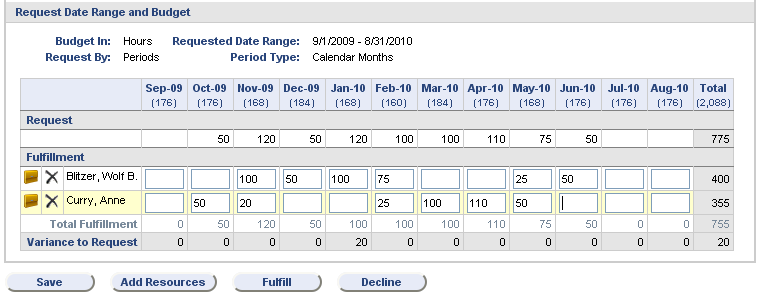 Request Date Range and Budget
Budget In: Hours Requested Date Range: 9/1/2009 - 8/31/2010
Request By: Periods Period Type: Calendar Months
Sep-09 Oct-09 Nov-09 Dec-09 Jan-10 Feb-10 Mar-10 Apr-10 May-10 Jun-10 Jul-10 Aug-10 Total
(176) (176) (168) (184) (168) (160) (184) (176) (168) (176) (176) (176) (2,088)
Request
50 120 50 120 100 100 110 75 50 775
Fulfillment
Blitzer, Wolf B. 100 50 100 75 25 50 400
Curry, Anne 50 20 25 100 110 50 355
Total Fulfillment 0 50 120 50 100 100 100 110 75 50 0 0 755
Variance to Request 0 0 0 0 20 0 0 0 0 0 0 0 20
Save Add Resources Fulfill Decline